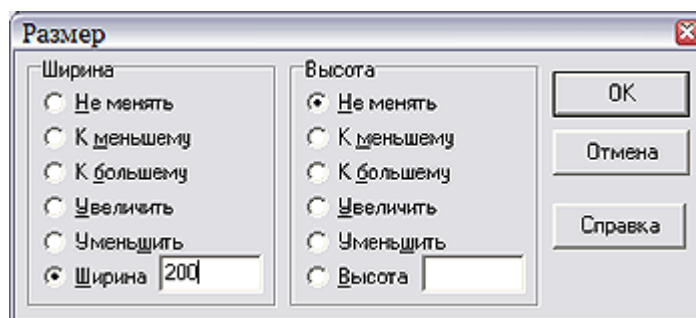 Размер
Ширина
Не менять
К меньшему
К большему
Увеличить
Уменьшить
Ширина 200
Высота
Не менять
К меньшему
К большему
Увеличить
Уменьшить
Высота
OK
Отмена
Справка